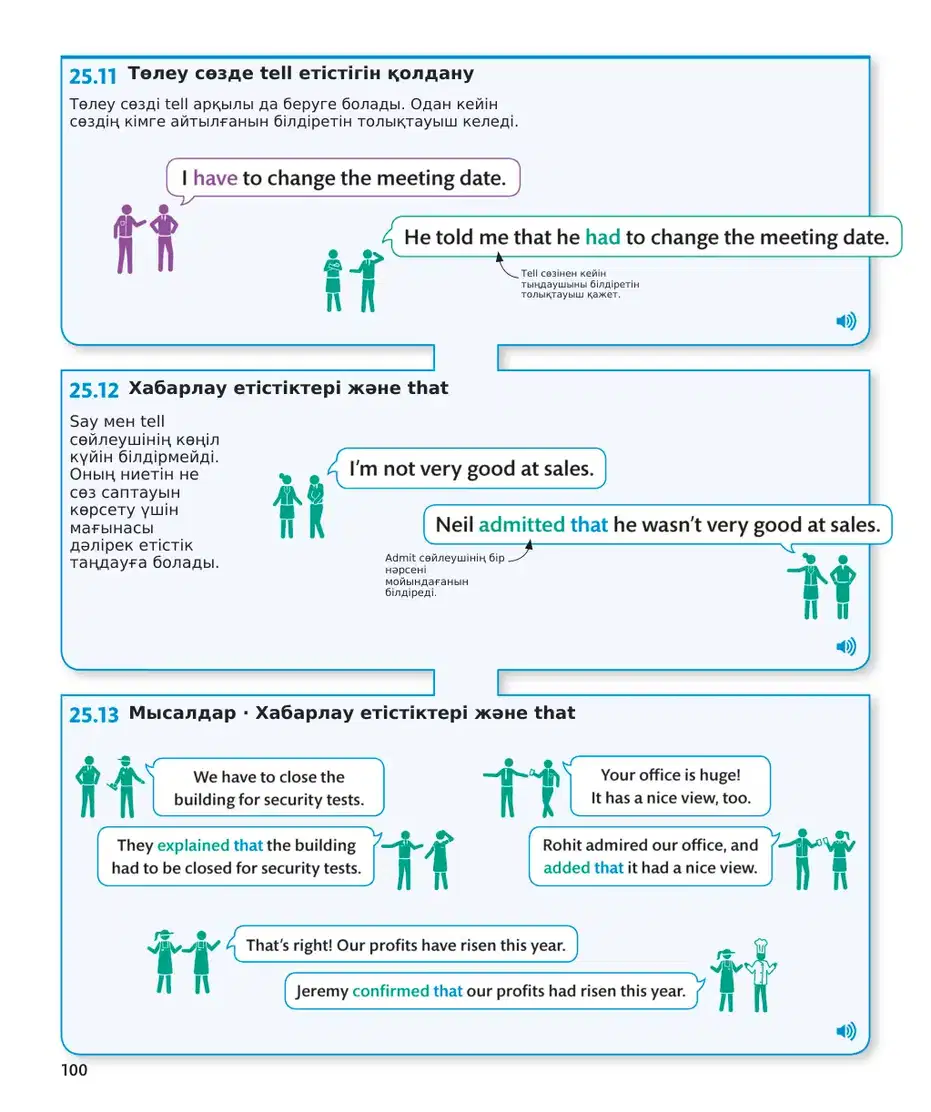 25.11 Төлеу сөзде tell етістігін қолдану
Төлеу сөзді tell арқылы да беруге болады. Одан кейін
сөздің кімге айтылғанын білдіретін толықтауыш келеді.
I have to change the meeting date.
He told me that he had to change the meeting date.
Tell сөзінен кейін
тыңдаушыны білдіретін
толықтауыш қажет.
25.12 Хабарлау етістіктері және that
Say мен tell
сөйлеушінің көңіл
күйін білдірмейді.
Оның ниетін не
сөз саптауын
көрсету үшін
мағынасы
дәлірек етістік
таңдауға болады.
I'm not very good at sales.
Neil admitted that he wasn't very good at sales.
Admit сөйлеушінің бір
нәрсені
мойындағанын
білдіреді.
25.13 Мысалдар · Хабарлау етістіктері және that
We have to close the
building for security tests.
They explained that the building
had to be closed for security tests.
Your office is huge!
It has a nice view, too.
Rohit admired our office, and
added that it had a nice view.
That's right! Our profits have risen this year.
Jeremy confirmed that our profits had risen this year.
100